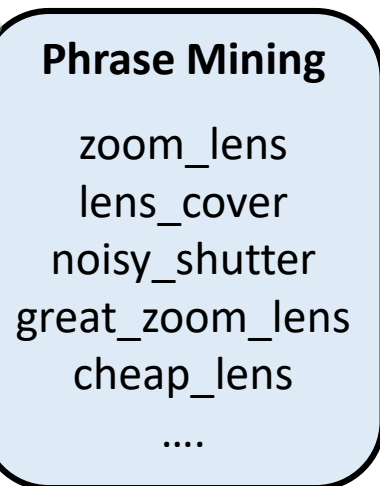 Phrase Mining
zoom_lens
lens_cover
noisy_shutter
great_zoom_lens
cheap_lens
....